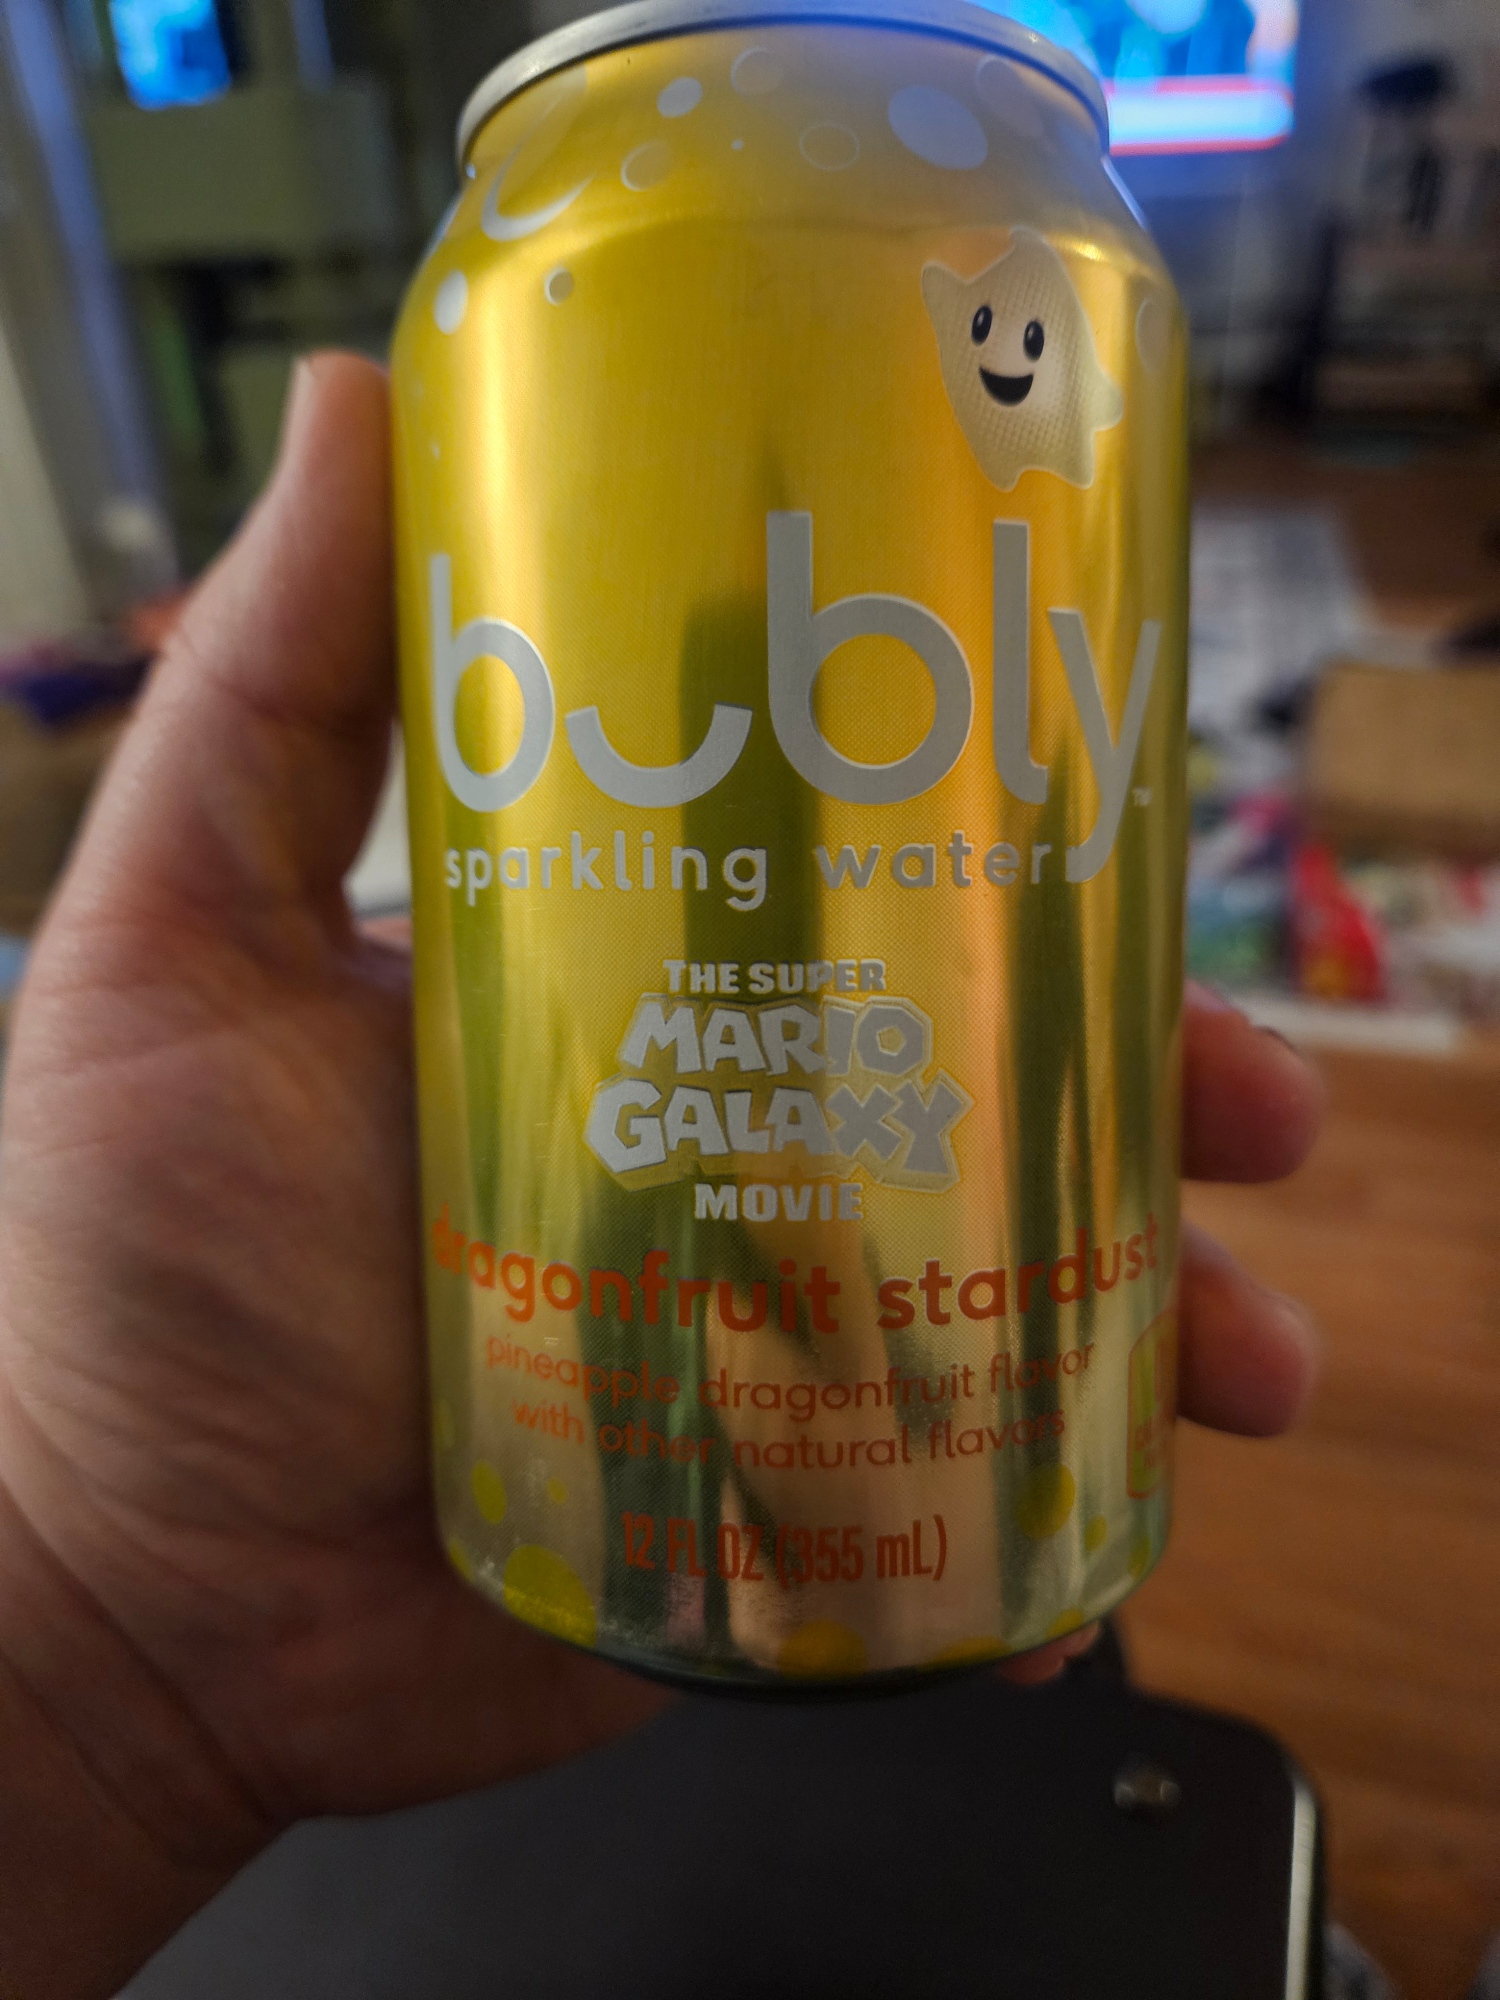 bubly™
sparkling water
THE SUPER
MARIO
GALAXY
MOVIE
dragonfruit stardust
pineapple dragonfruit flavor
with other natural flavors
12 FL OZ (355 mL)